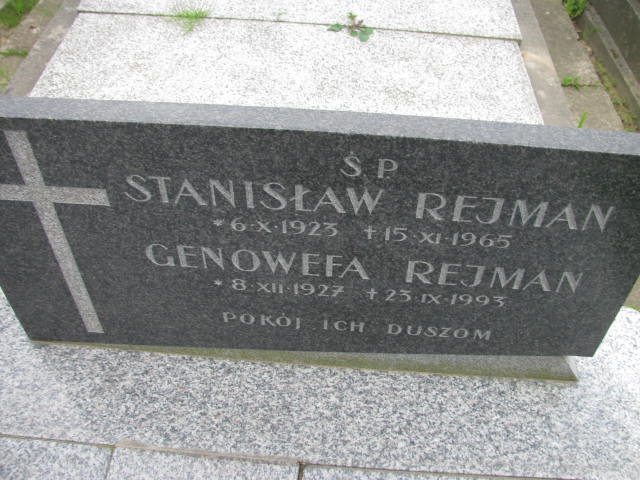 Ś.P.
STANISŁAW REJMAN
*6·X·1923 +15·XI·1965
GENOWEFA REJMAN
*8·XII·1927 +23·IX·1993
POKÓJ ICH DUSZOM